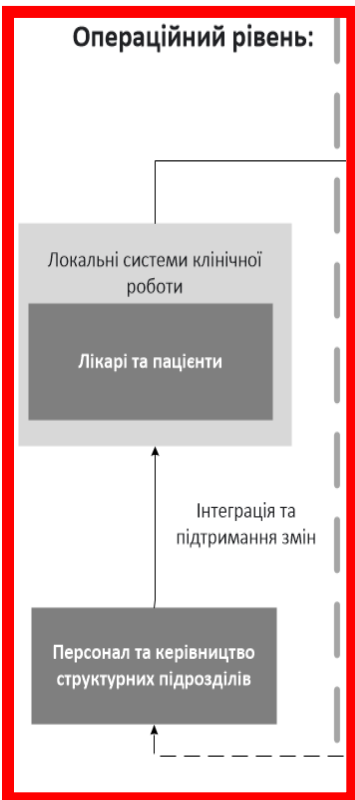 Операційний рівень:
Локальні системи клінічної
роботи
Лікарі та пацієнти
Інтеграція та
підтримання змін
Персонал та керівництво
структурних підрозділів